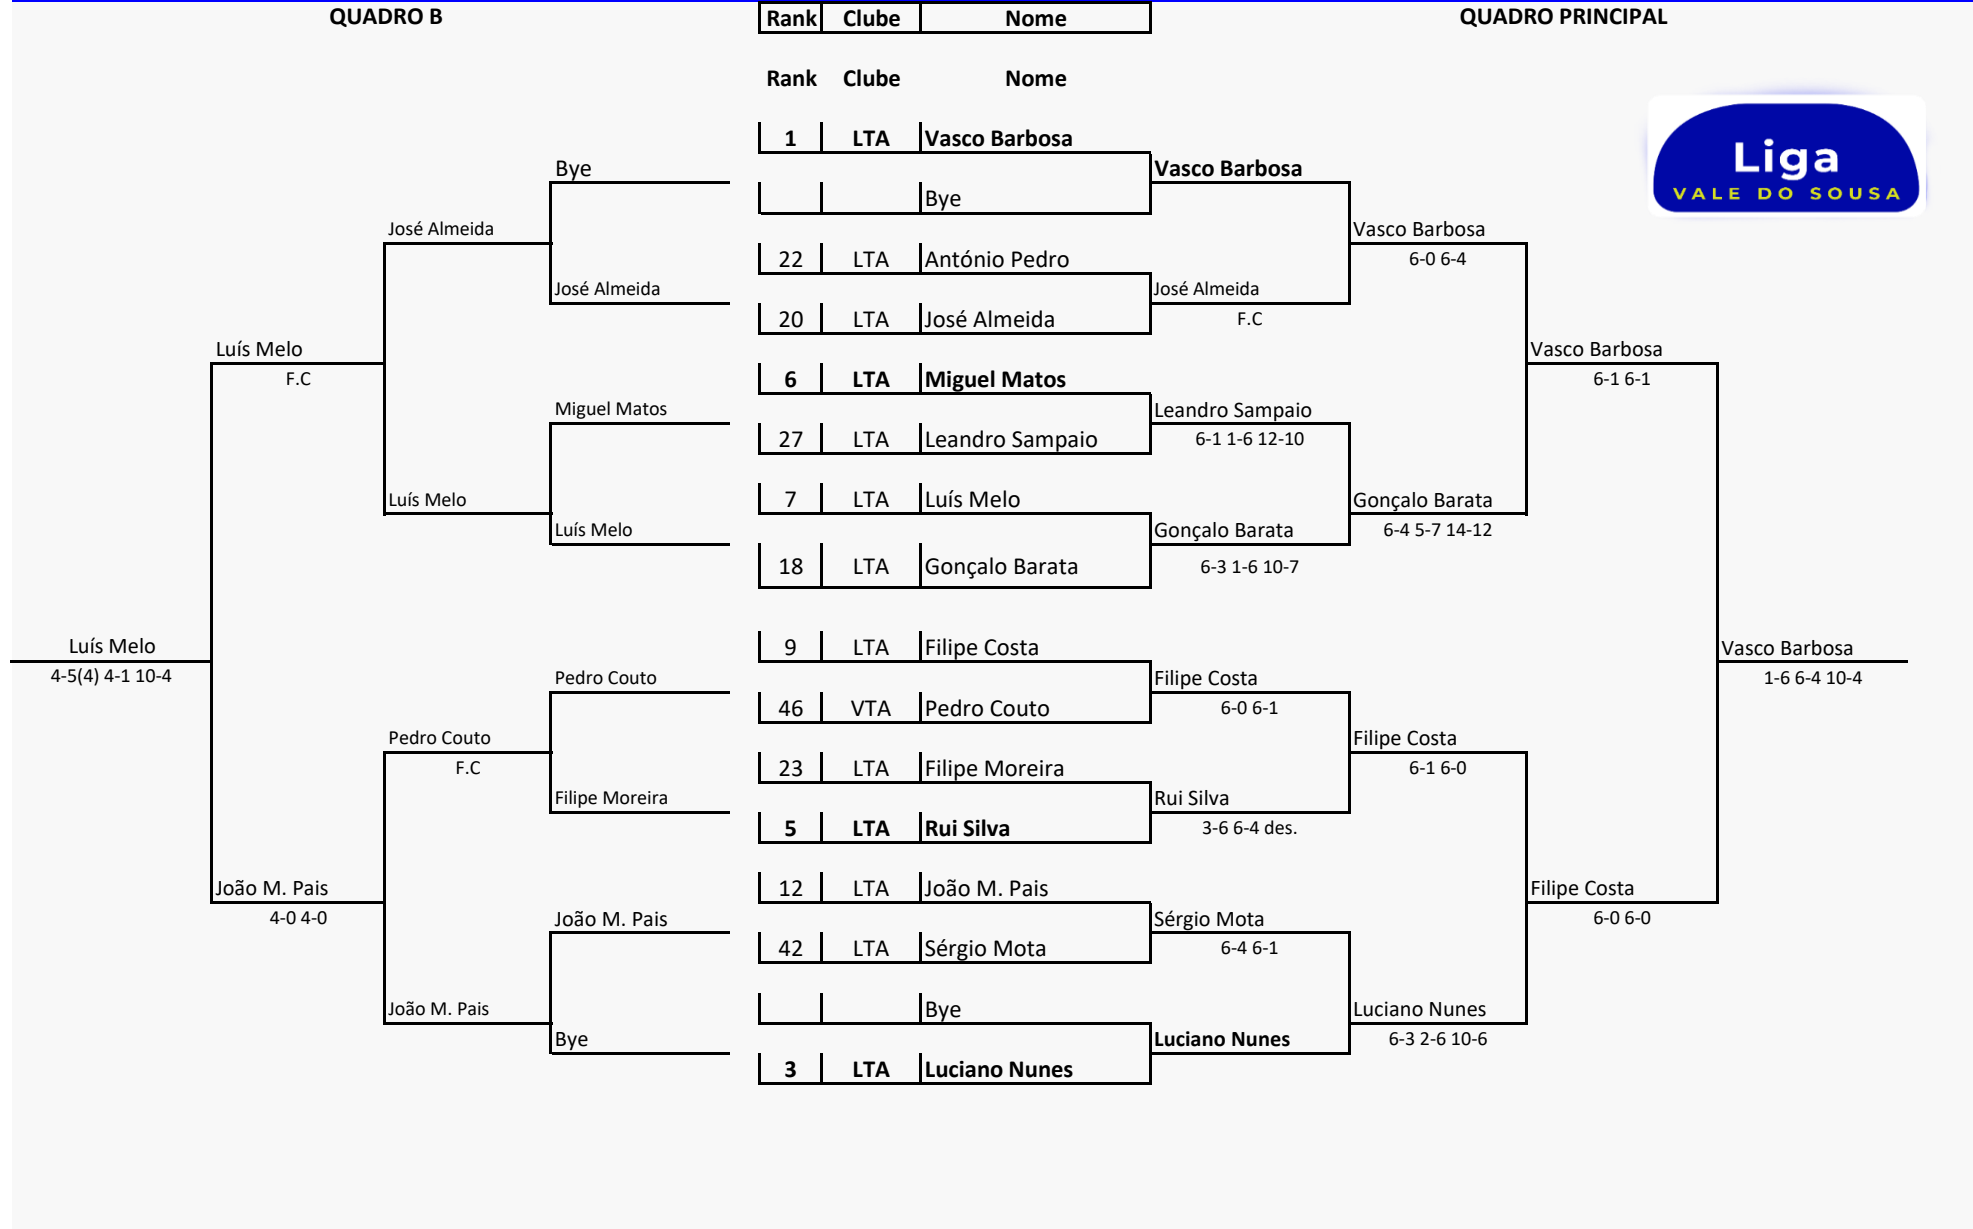 QUADRO B
Rank Clube Nome
QUADRO PRINCIPAL
Rank Clube Nome
Liga
VALE DO SOUSA
1 LTA Vasco Barbosa
Bye
Vasco Barbosa
Bye
José Almeida
Vasco Barbosa
22 LTA António Pedro
6-0 6-4
José Almeida
José Almeida
20 LTA José Almeida
F.C
Luís Melo
Vasco Barbosa
F.C
6 LTA Miguel Matos
6-1 6-1
Miguel Matos
Leandro Sampaio
27 LTA Leandro Sampaio
6-1 1-6 12-10
Luís Melo
7 LTA Luís Melo
Gonçalo Barata
Luís Melo
Gonçalo Barata
6-4 5-7 14-12
18 LTA Gonçalo Barata
6-3 1-6 10-7
Luís Melo
9 LTA Filipe Costa
Vasco Barbosa
4-5(4) 4-1 10-4
Pedro Couto
Filipe Costa
1-6 6-4 10-4
46 VTA Pedro Couto
6-0 6-1
Pedro Couto
Filipe Costa
F.C
23 LTA Filipe Moreira
6-1 6-0
Filipe Moreira
Rui Silva
5 LTA Rui Silva
3-6 6-4 des.
João M. Pais
12 LTA João M. Pais
Filipe Costa
4-0 4-0
João M. Pais
Sérgio Mota
6-0 6-0
42 LTA Sérgio Mota
6-4 6-1
João M. Pais
Bye
Luciano Nunes
Bye
Luciano Nunes
6-3 2-6 10-6
3 LTA Luciano Nunes